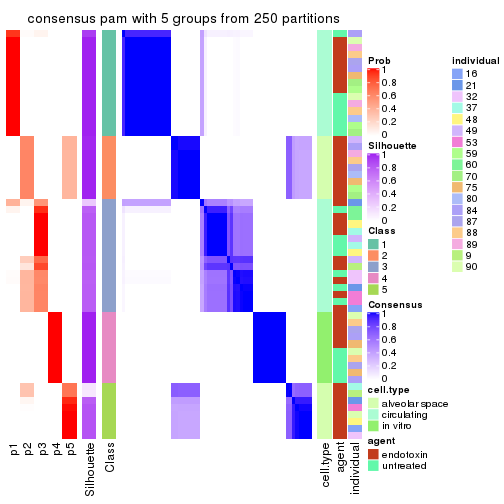 consensus pam with 5 groups from 250 partitions
Prob
1
0.8
0.6
0.4
0.2
0
Silhouette
1
0.8
0.6
0.4
0.2
0
Class
1
2
3
4
5
Consensus
1
0.8
0.6
0.4
0.2
0
cell.type
alveolar space
circulating
in vitro
agent
endotoxin
untreated
individual
16
21
32
37
48
49
53
59
60
70
75
80
84
87
88
89
9
90
p1
p2
p3
p4
p5
Silhouette
Class
cell.type
agent
individual